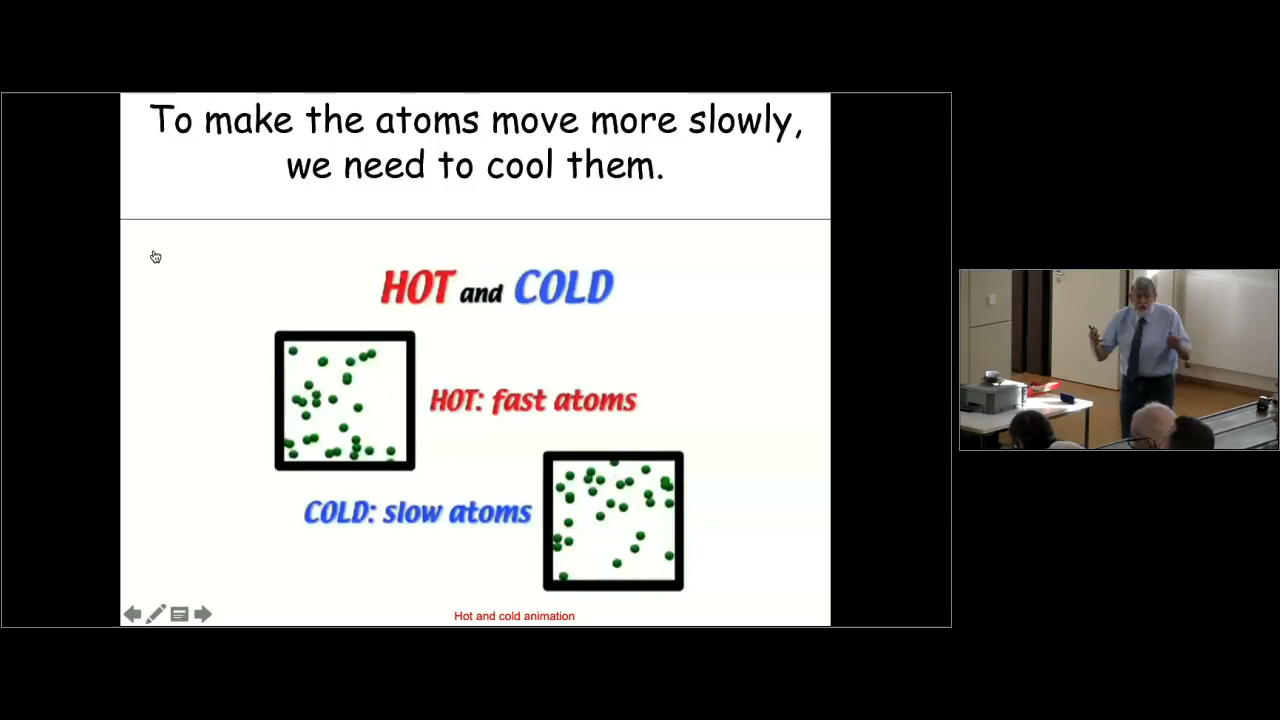 To make the atoms move more slowly,
we need to cool them.
HOT and COLD
HOT: fast atoms
COLD: slow atoms
Hot and cold animation